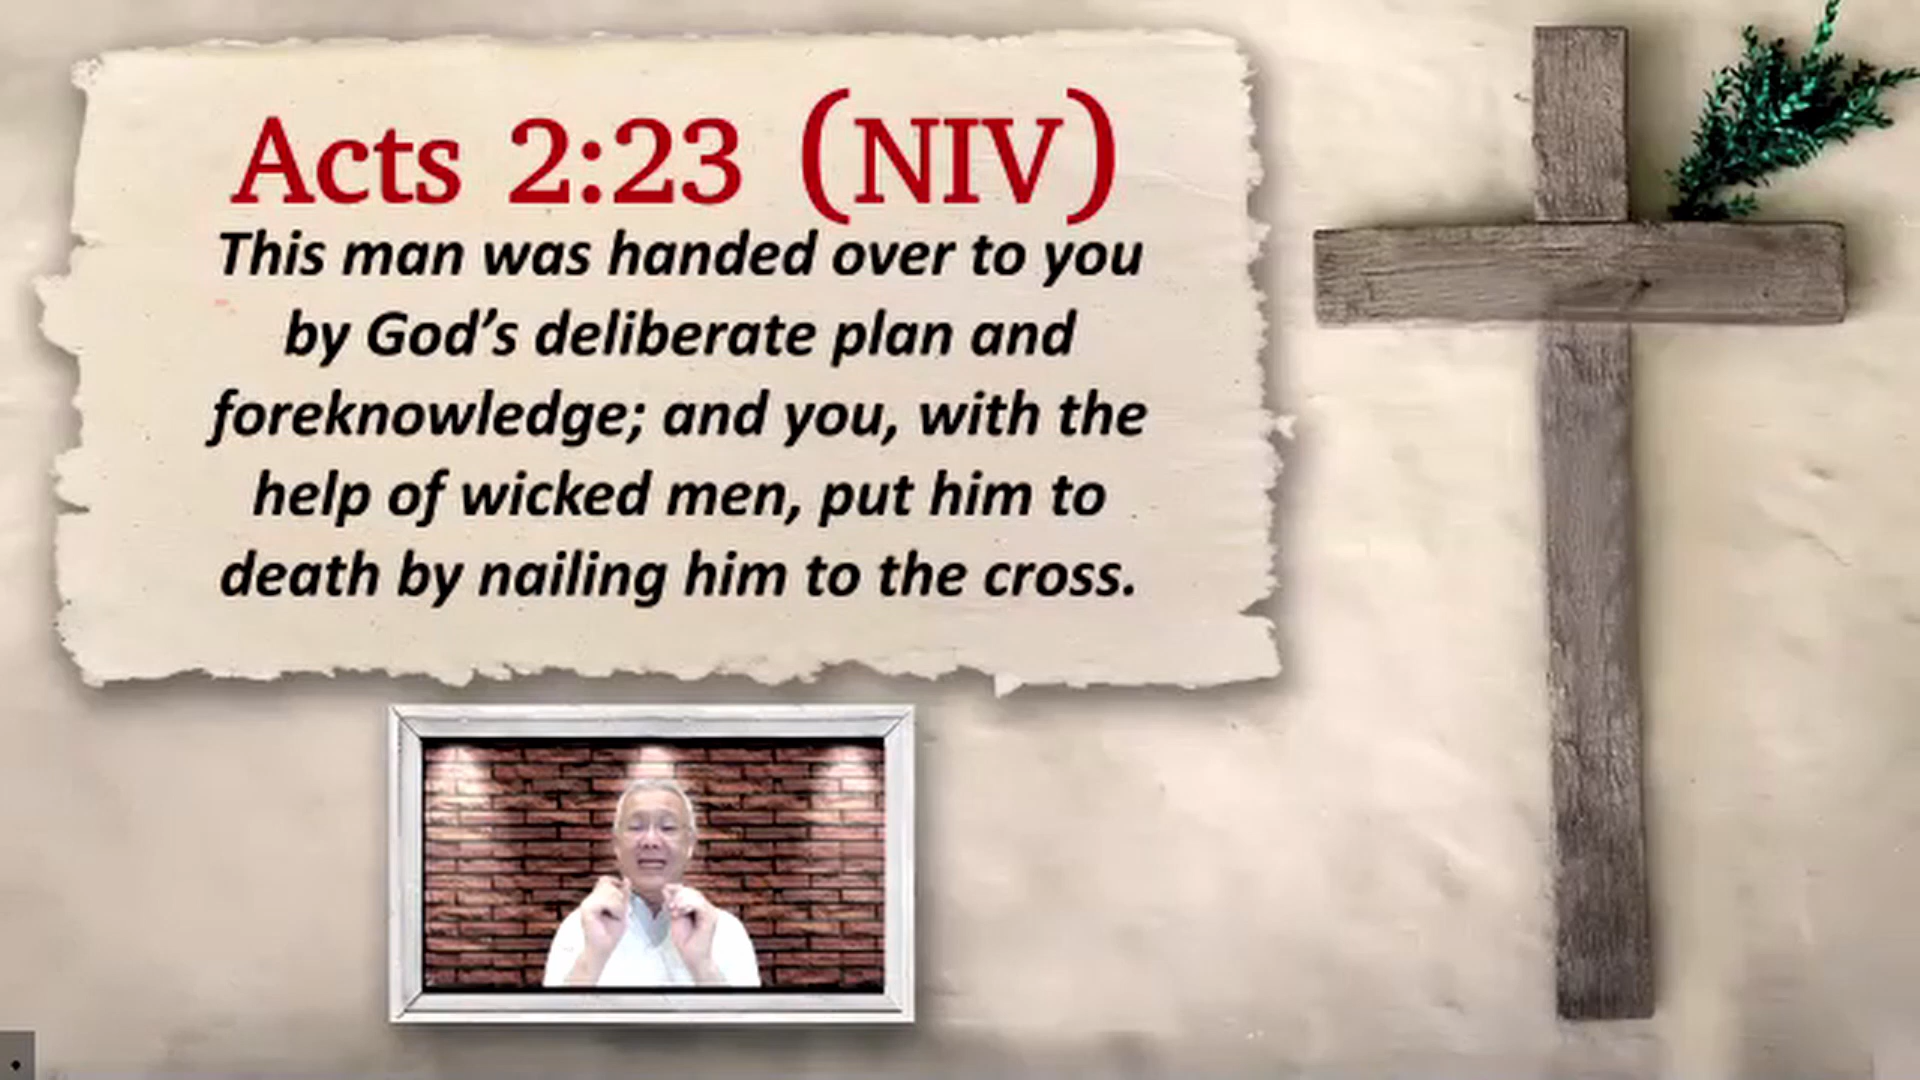 Acts 2:23 (NIV)
This man was handed over to you
by God’s deliberate plan and
foreknowledge; and you, with the
help of wicked men, put him to
death by nailing him to the cross.